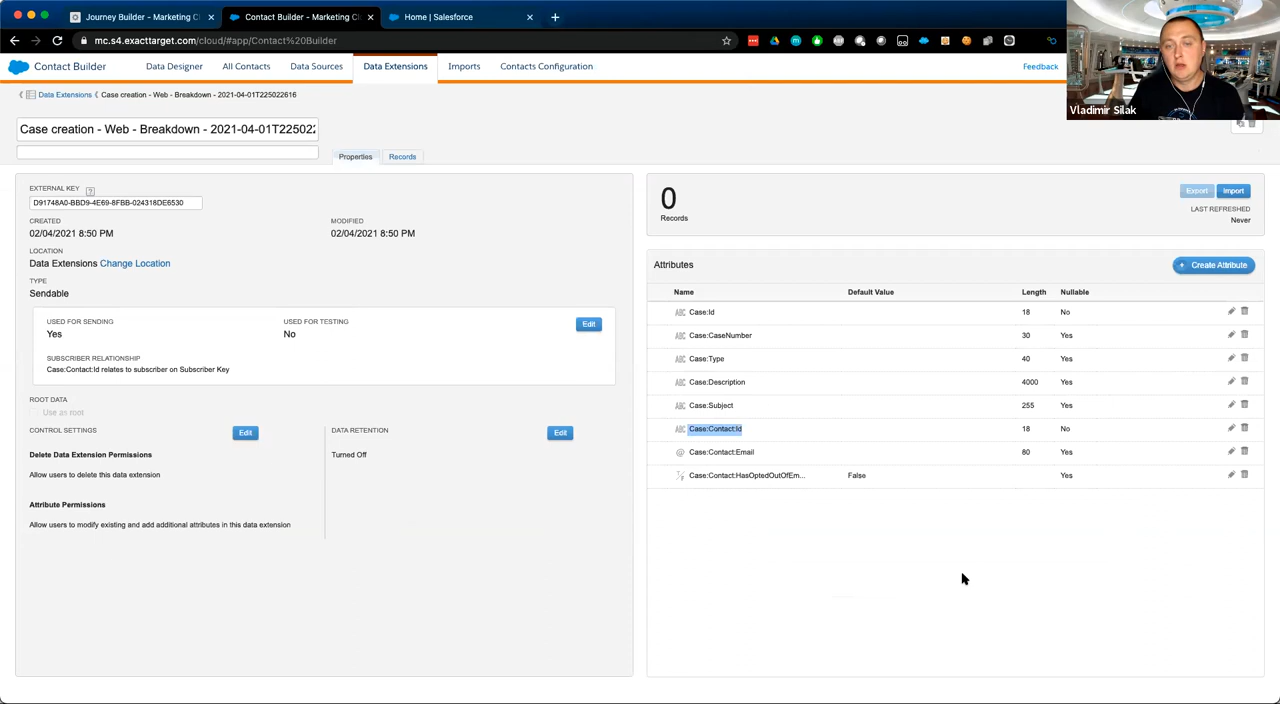 Journey Builder - Marketing Cl
Contact Builder - Marketing Cl
Home | Salesforce
mc.s4.exacttarget.com/cloud/#app/Contact%20Builder
Contact Builder
Data Designer
All Contacts
Data Sources
Data Extensions
Imports
Contacts Configuration
Feedback
Vladimir Silak
Data Extensions
Case creation - Web - Breakdown - 2021-04-01T225022616
Case creation - Web - Breakdown - 2021-04-01T225022
Properties
Records
EXTERNAL KEY ?
D91748A0-BBD9-4E69-8FBB-024318DE6530
CREATED
02/04/2021 8:50 PM
MODIFIED
02/04/2021 8:50 PM
LOCATION
Data Extensions Change Location
TYPE
Sendable
USED FOR SENDING
Yes
USED FOR TESTING
No
Edit
SUBSCRIBER RELATIONSHIP
Case:Contact:Id relates to subscriber on Subscriber Key
ROOT DATA
Use as root
CONTROL SETTINGS
Edit
Delete Data Extension Permissions
Allow users to delete this data extension
Attribute Permissions
Allow users to modify existing and add additional attributes in this data extension
DATA RETENTION
Edit
Turned Off
0
Records
Export
Import
LAST REFRESHED
Never
Attributes
+ Create Attribute
Name Default Value Length Nullable
ABC Case:Id 18 No
ABC Case:CaseNumber 30 Yes
ABC Case:Type 40 Yes
ABC Case:Description 4000 Yes
ABC Case:Subject 255 Yes
ABC Case:Contact:Id 18 No
@ Case:Contact:Email 80 Yes
T/F Case:Contact:HasOptedOutOfEm... False Yes